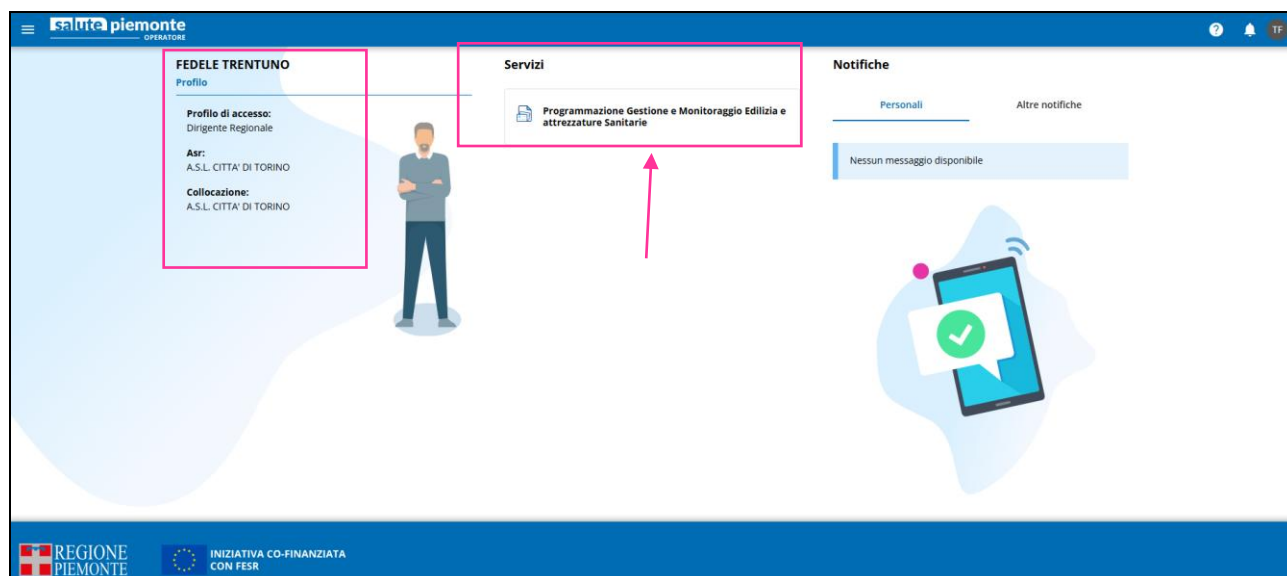 salute piemonte
OPERATORE
TF
FEDELE TRENTUNO
Profilo
Profilo di accesso:
Dirigente Regionale
Asr:
A.S.L. CITTA' DI TORINO
Collocazione:
A.S.L. CITTA' DI TORINO
Servizi
Programmazione Gestione e Monitoraggio Edilizia e
attrezzature Sanitarie
Notifiche
Personali
Altre notifiche
Nessun messaggio disponibile
REGIONE
PIEMONTE
INIZIATIVA CO-FINANZIATA
CON FESR